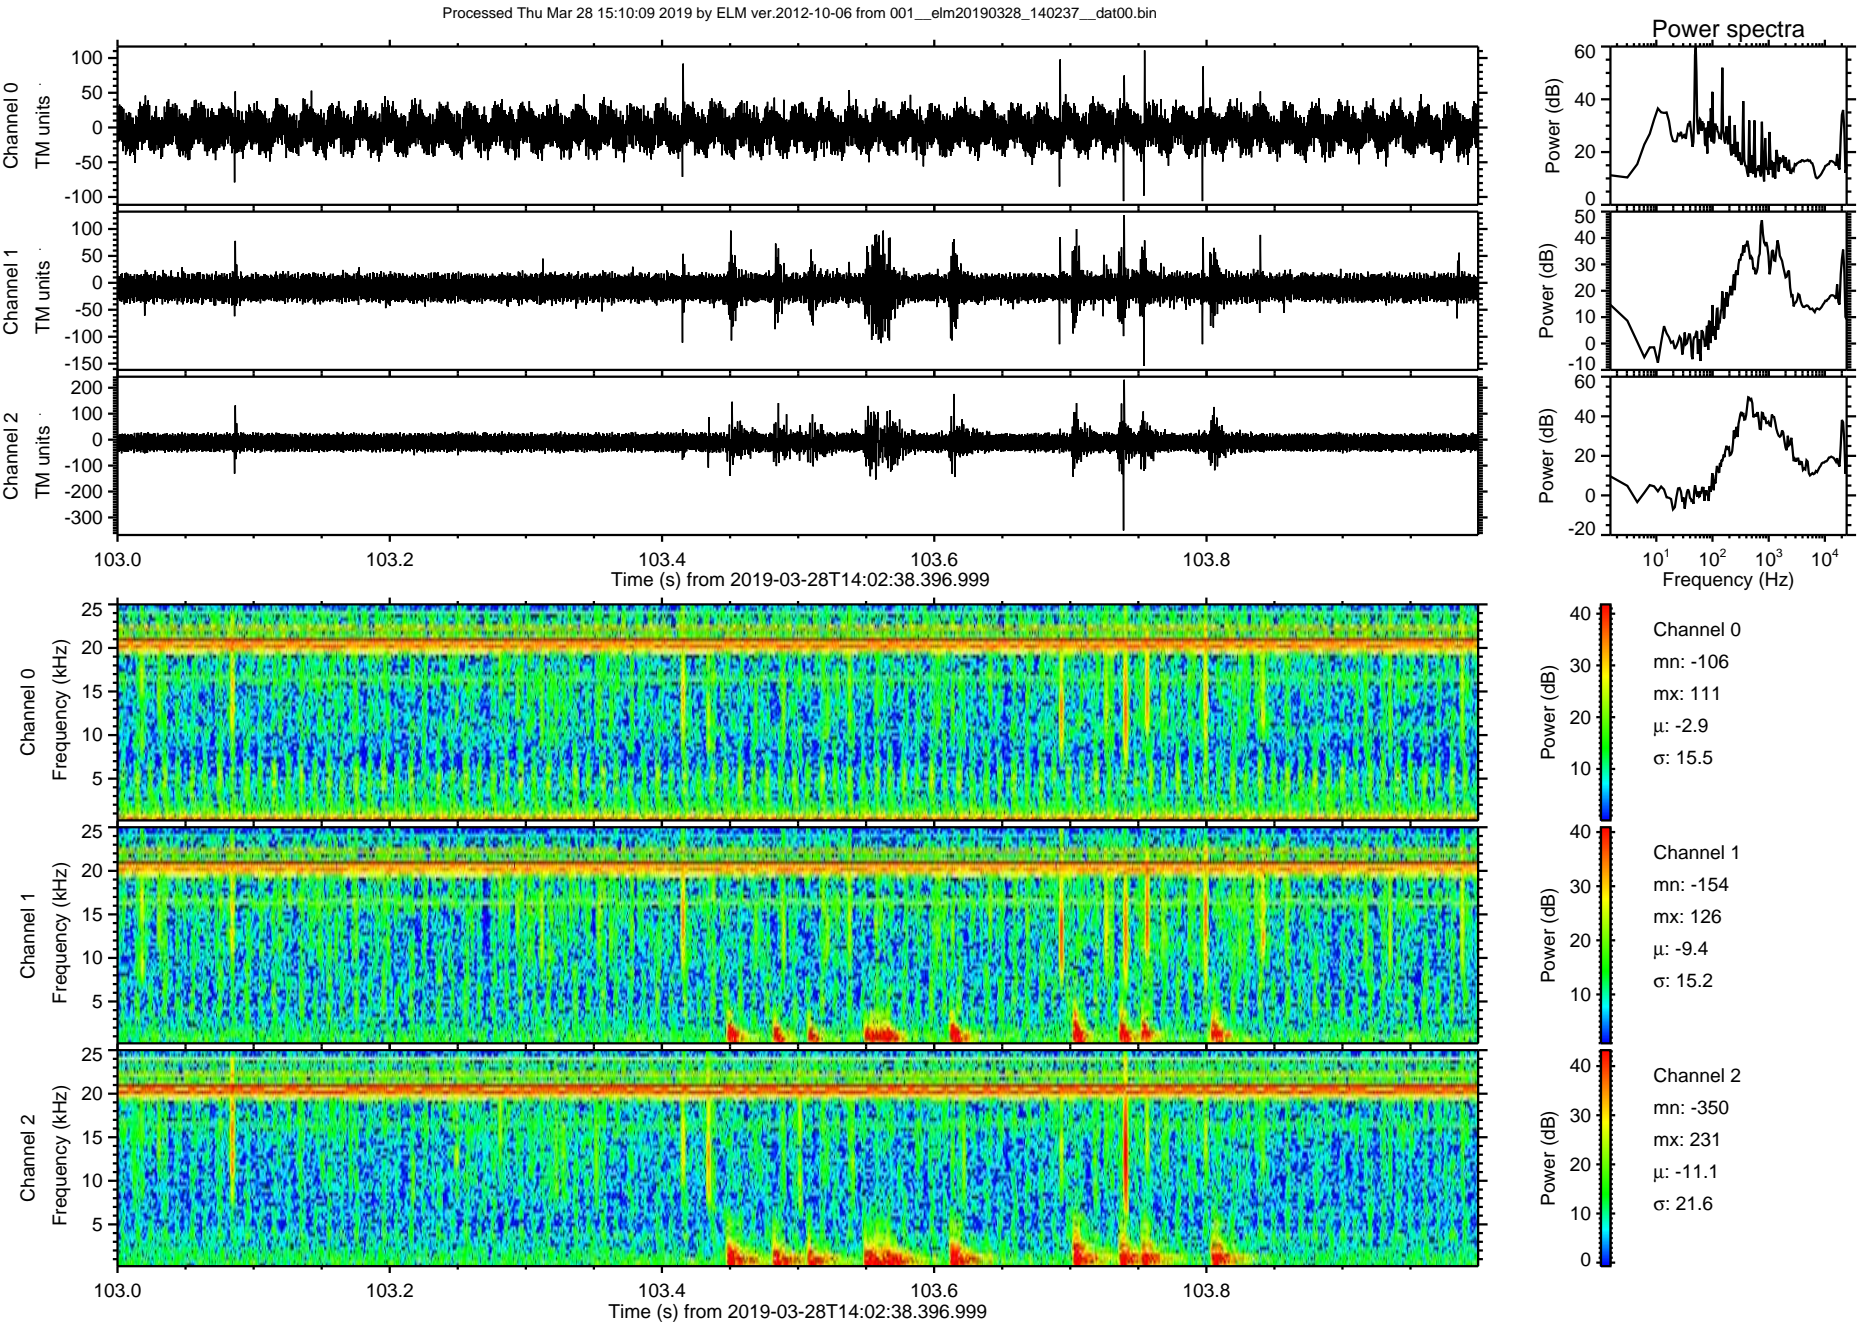 Processed Thu Mar 28 15:10:09 2019 by ELM ver.2012-10-06 from 001__elm20190328_140237__dat00.bin
Power spectra
Channel 0
TM units
100
50
0
-50
-100
Power (dB)
60
40
20
0
Channel 1
TM units
100
50
0
-50
-100
-150
Power (dB)
50
40
30
20
10
0
-10
Channel 2
TM units
200
100
0
-100
-200
-300
Power (dB)
60
40
20
0
-20
103.0 103.2 103.4 103.6 103.8
Time (s) from 2019-03-28T14:02:38.396.999
10¹ 10² 10³ 10⁴
Frequency (Hz)
Channel 0
Frequency (kHz)
25
20
15
10
5
Power (dB)
40
30
20
10
Channel 0
mn: -106
mx: 111
μ: -2.9
σ: 15.5
Channel 1
Frequency (kHz)
25
20
15
10
5
Power (dB)
40
30
20
10
Channel 1
mn: -154
mx: 126
μ: -9.4
σ: 15.2
Channel 2
Frequency (kHz)
25
20
15
10
5
Power (dB)
40
30
20
10
0
Channel 2
mn: -350
mx: 231
μ: -11.1
σ: 21.6
103.0 103.2 103.4 103.6 103.8
Time (s) from 2019-03-28T14:02:38.396.999